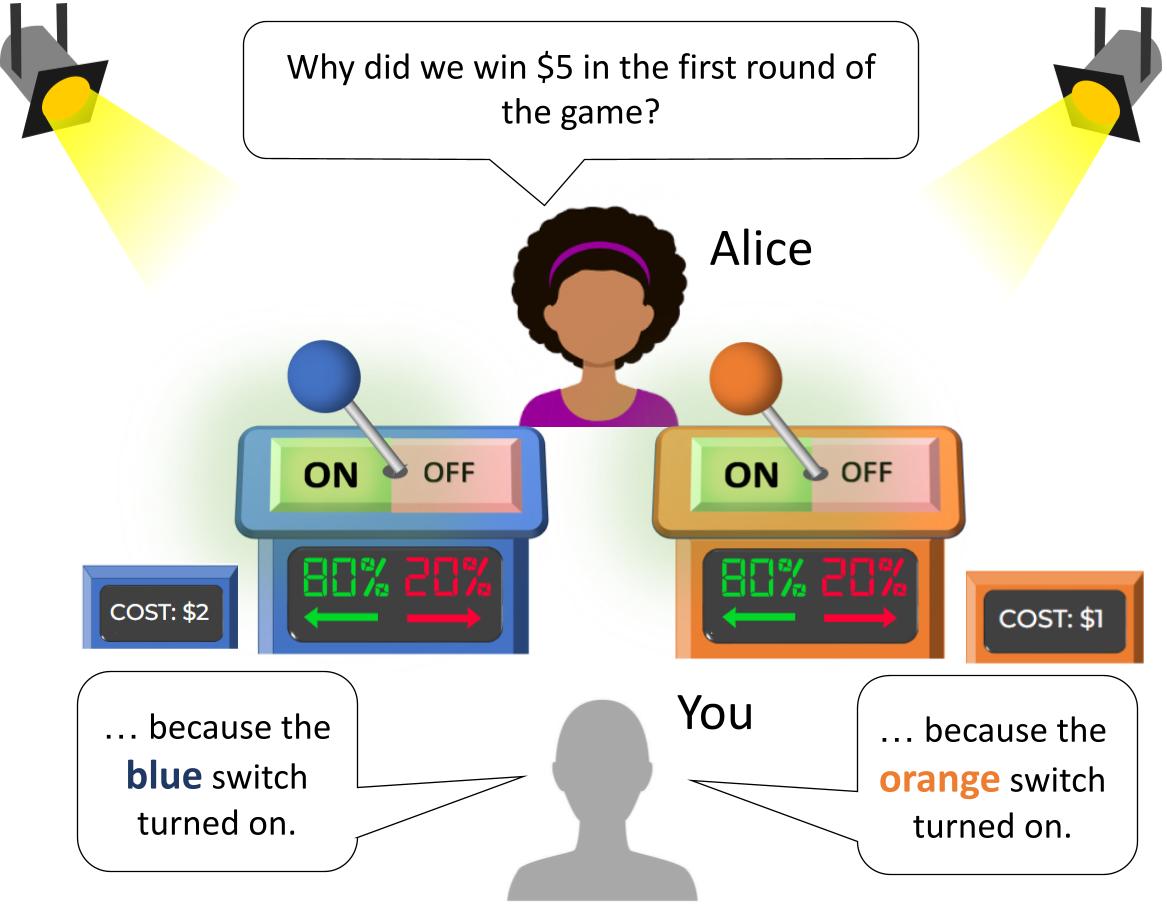 Why did we win $5 in the first round of
the game?
Alice
ON OFF
ON OFF
80% 20%
80% 20%
COST: $2
COST: $1
You
... because the
blue switch
turned on.
... because the
orange switch
turned on.